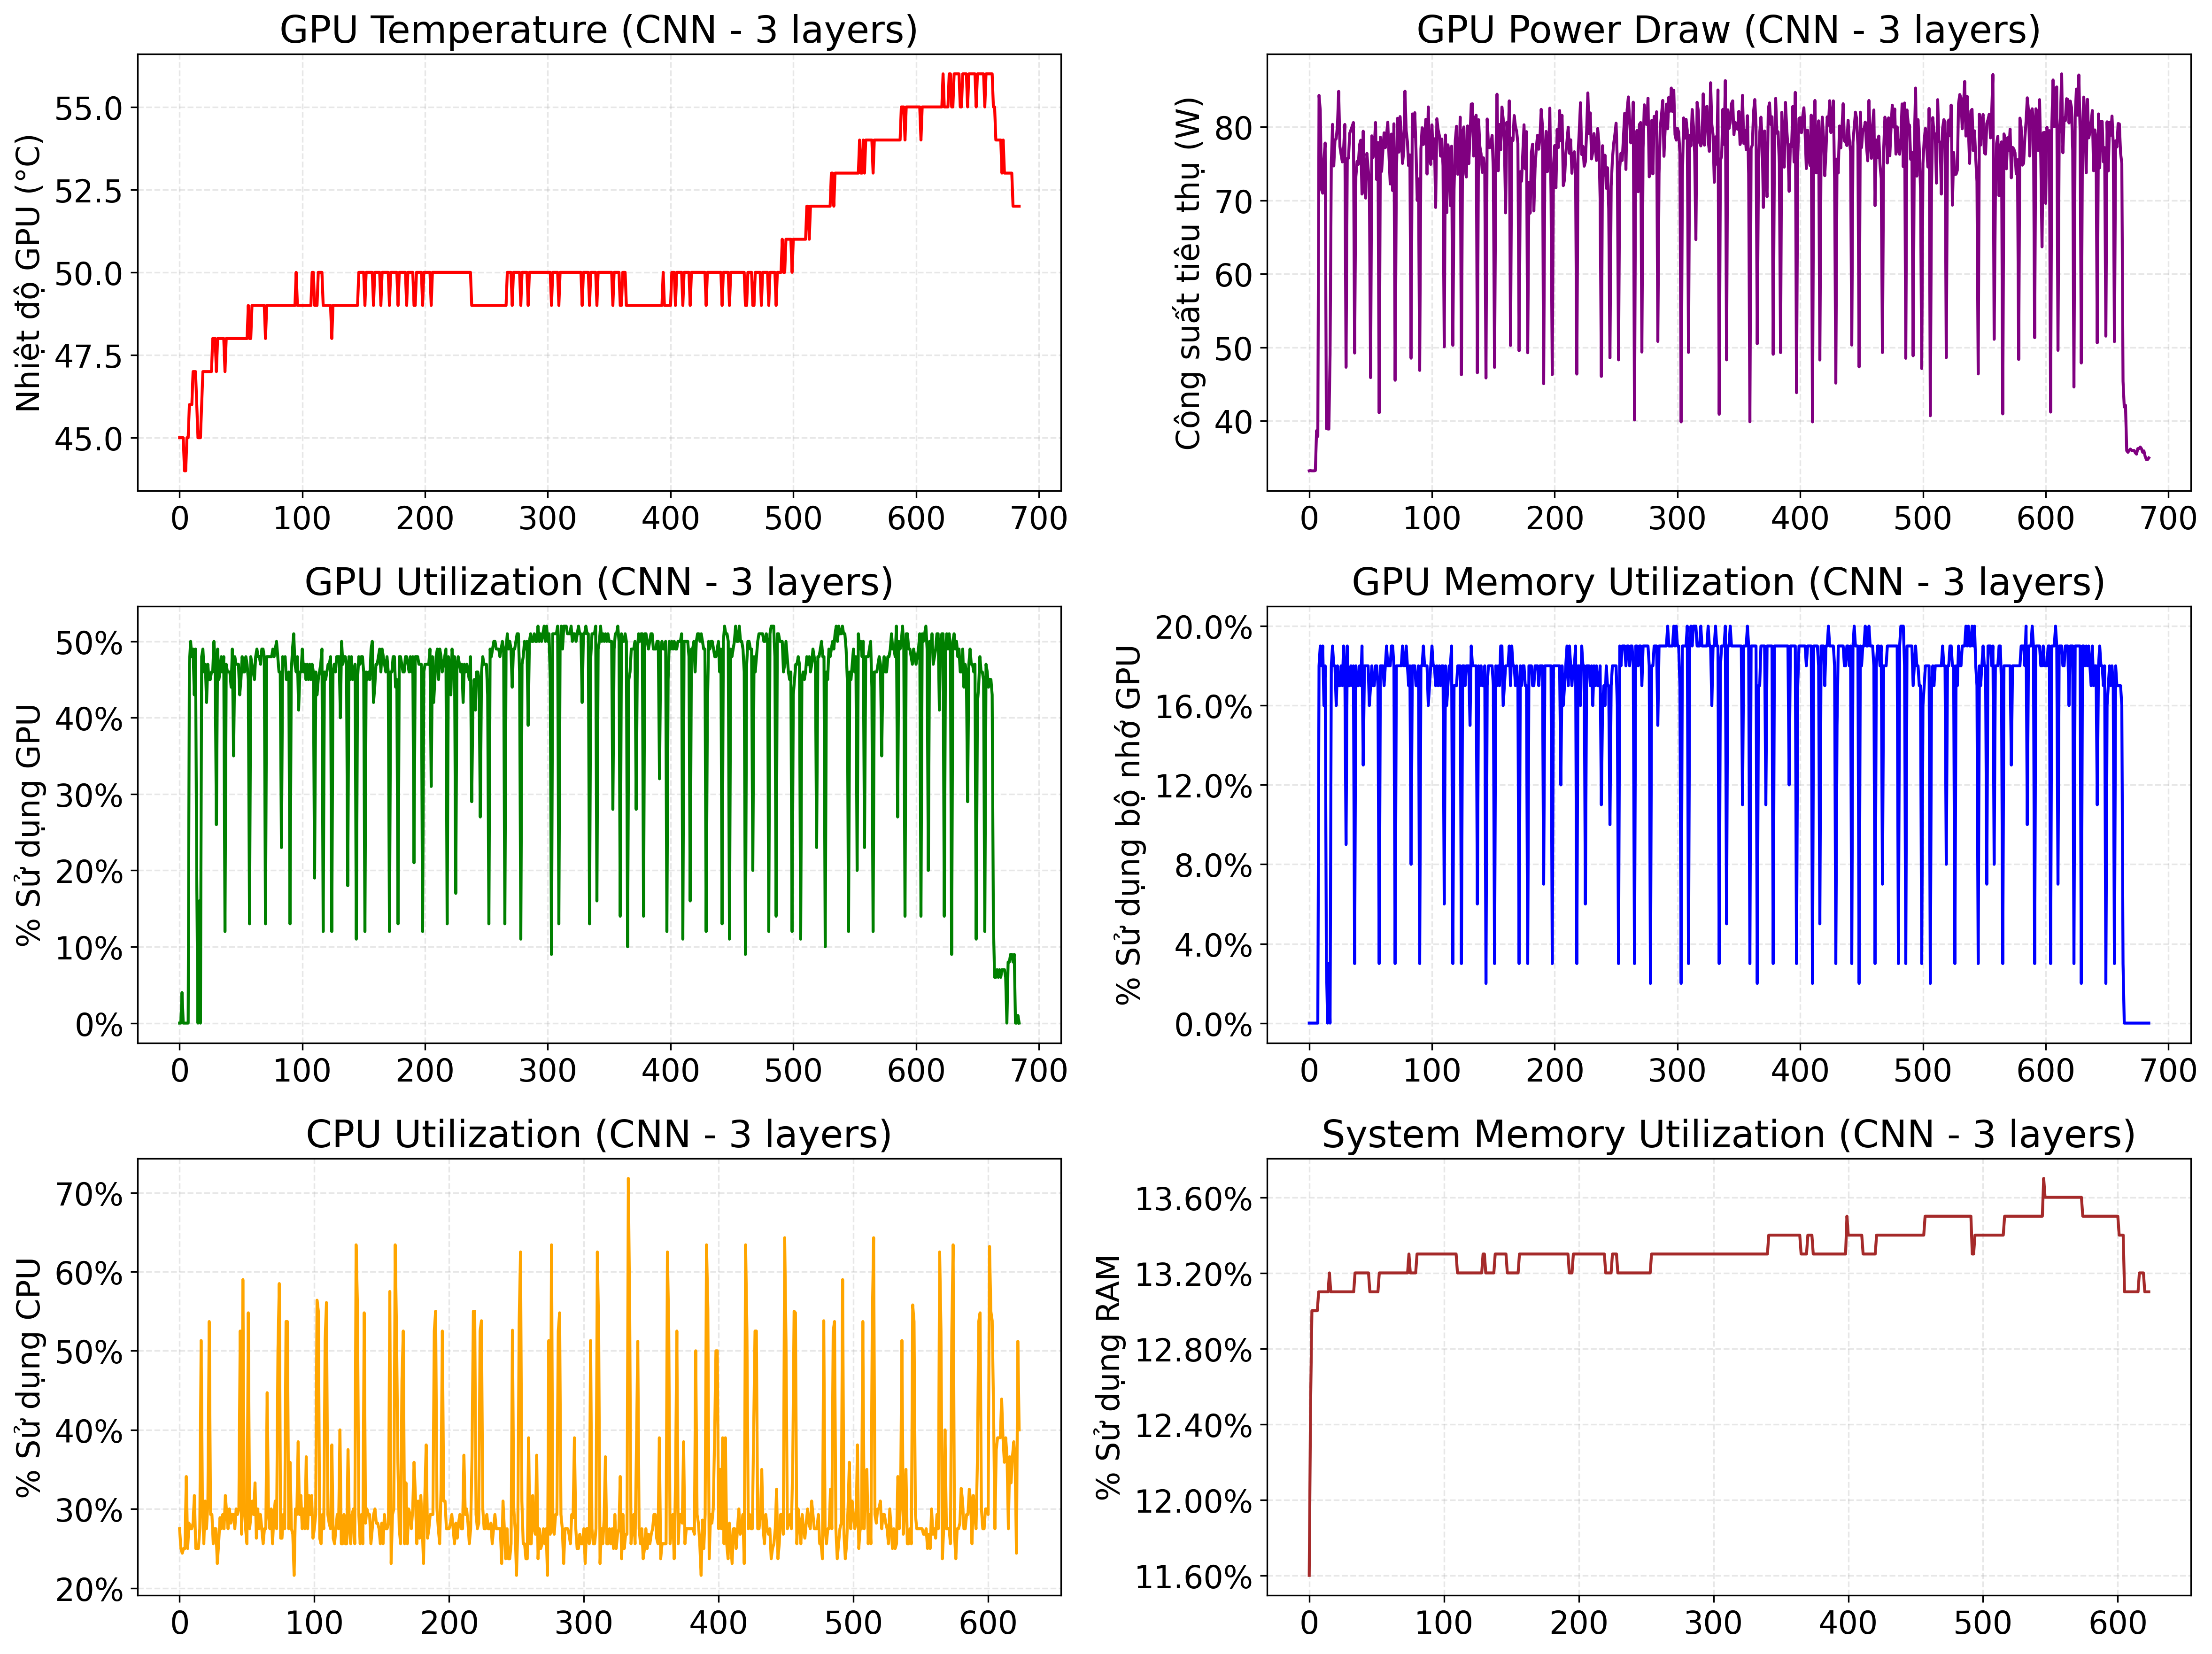 GPU Temperature (CNN - 3 layers)
Nhiệt độ GPU (°C)
55.0
52.5
50.0
47.5
45.0
0 100 200 300 400 500 600 700
GPU Power Draw (CNN - 3 layers)
Công suất tiêu thụ (W)
80
70
60
50
40
0 100 200 300 400 500 600 700
GPU Utilization (CNN - 3 layers)
% Sử dụng GPU
50%
40%
30%
20%
10%
0%
0 100 200 300 400 500 600 700
GPU Memory Utilization (CNN - 3 layers)
% Sử dụng bộ nhớ GPU
20.0%
16.0%
12.0%
8.0%
4.0%
0.0%
0 100 200 300 400 500 600 700
CPU Utilization (CNN - 3 layers)
% Sử dụng CPU
70%
60%
50%
40%
30%
20%
0 100 200 300 400 500 600
System Memory Utilization (CNN - 3 layers)
% Sử dụng RAM
13.60%
13.20%
12.80%
12.40%
12.00%
11.60%
0 100 200 300 400 500 600